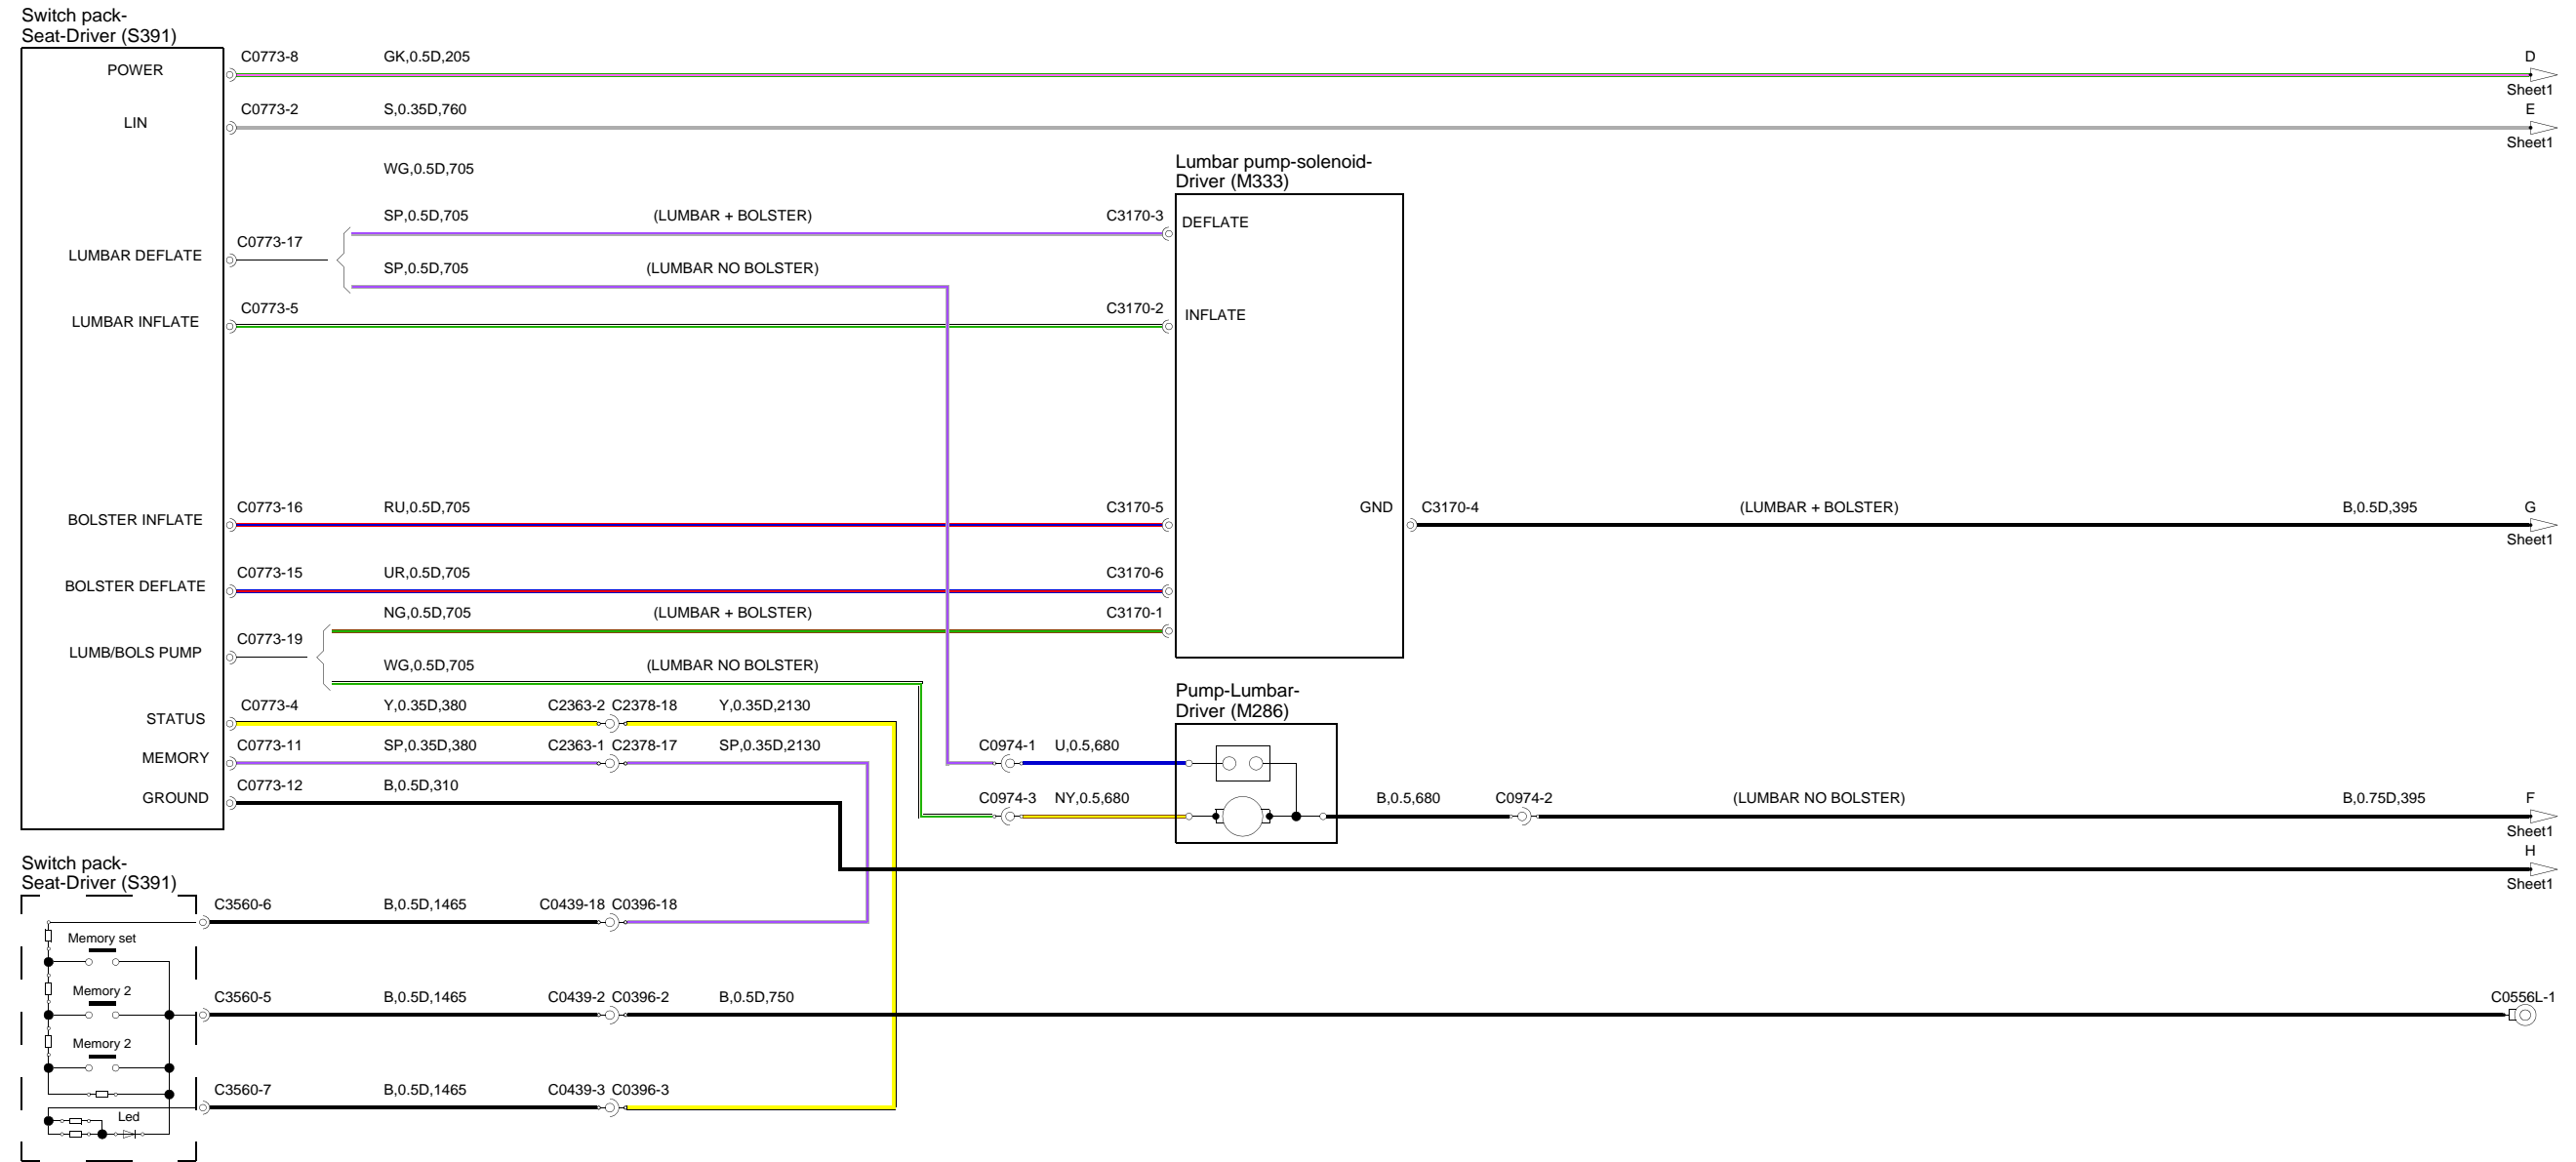 Switch pack-
Seat-Driver (S391)
POWER
C0773-8
GK,0.5D,205
D
Sheet1
LIN
C0773-2
S,0.35D,760
E
Sheet1
WG,0.5D,705
Lumbar pump-solenoid-
Driver (M333)
SP,0.5D,705
(LUMBAR + BOLSTER)
C3170-3
DEFLATE
LUMBAR DEFLATE
C0773-17
SP,0.5D,705
(LUMBAR NO BOLSTER)
LUMBAR INFLATE
C0773-5
C3170-2
INFLATE
BOLSTER INFLATE
C0773-16
RU,0.5D,705
C3170-5
GND
C3170-4
(LUMBAR + BOLSTER)
B,0.5D,395
G
Sheet1
BOLSTER DEFLATE
C0773-15
UR,0.5D,705
C3170-6
NG,0.5D,705
(LUMBAR + BOLSTER)
C3170-1
LUMB/BOLS PUMP
C0773-19
WG,0.5D,705
(LUMBAR NO BOLSTER)
Pump-Lumbar-
Driver (M286)
STATUS
C0773-4
Y,0.35D,380
C2363-2 C2378-18
Y,0.35D,2130
MEMORY
C0773-11
SP,0.35D,380
C2363-1 C2378-17
SP,0.35D,2130
C0974-1
U,0.5,680
GROUND
C0773-12
B,0.5D,310
C0974-3
NY,0.5,680
B,0.5,680
C0974-2
(LUMBAR NO BOLSTER)
B,0.75D,395
F
Sheet1
H
Sheet1
Switch pack-
Seat-Driver (S391)
C3560-6
B,0.5D,1465
C0439-18 C0396-18
Memory set
Memory 2
C3560-5
B,0.5D,1465
C0439-2 C0396-2
B,0.5D,750
C0556L-1
Memory 2
C3560-7
B,0.5D,1465
C0439-3 C0396-3
Led